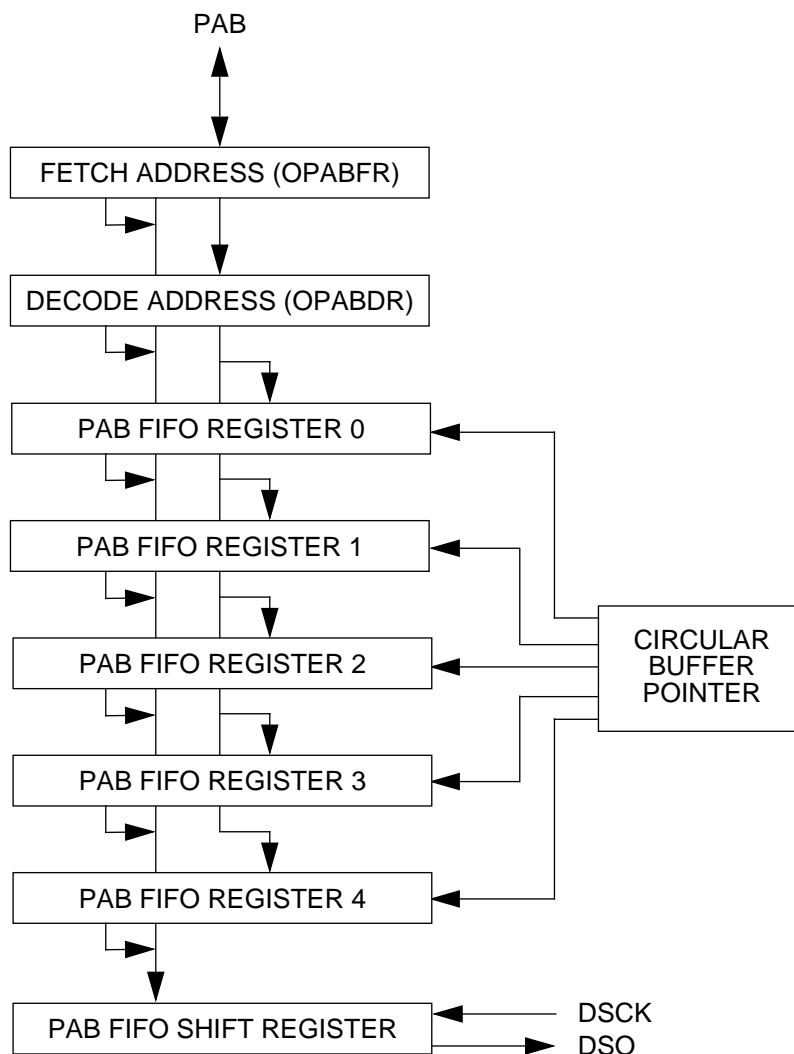 PAB
FETCH ADDRESS (OPABFR)
DECODE ADDRESS (OPABDR)
PAB FIFO REGISTER 0
PAB FIFO REGISTER 1
PAB FIFO REGISTER 2
CIRCULAR
BUFFER
POINTER
PAB FIFO REGISTER 3
PAB FIFO REGISTER 4
PAB FIFO SHIFT REGISTER
DSCK
DSO